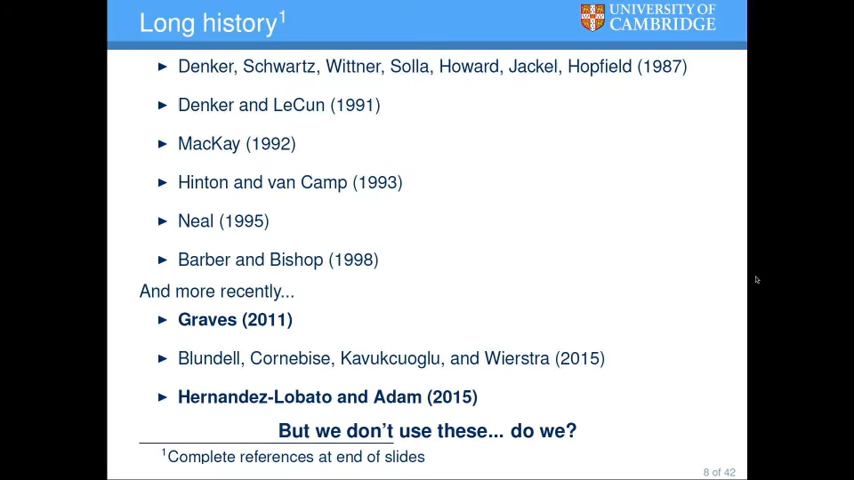 Long history1
UNIVERSITY OF
CAMBRIDGE
► Denker, Schwartz, Wittner, Solla, Howard, Jackel, Hopfield (1987)
► Denker and LeCun (1991)
► MacKay (1992)
► Hinton and van Camp (1993)
► Neal (1995)
► Barber and Bishop (1998)
And more recently...
► Graves (2011)
► Blundell, Cornebise, Kavukcuoglu, and Wierstra (2015)
► Hernandez-Lobato and Adam (2015)
But we don't use these... do we?
1Complete references at end of slides
8 of 42